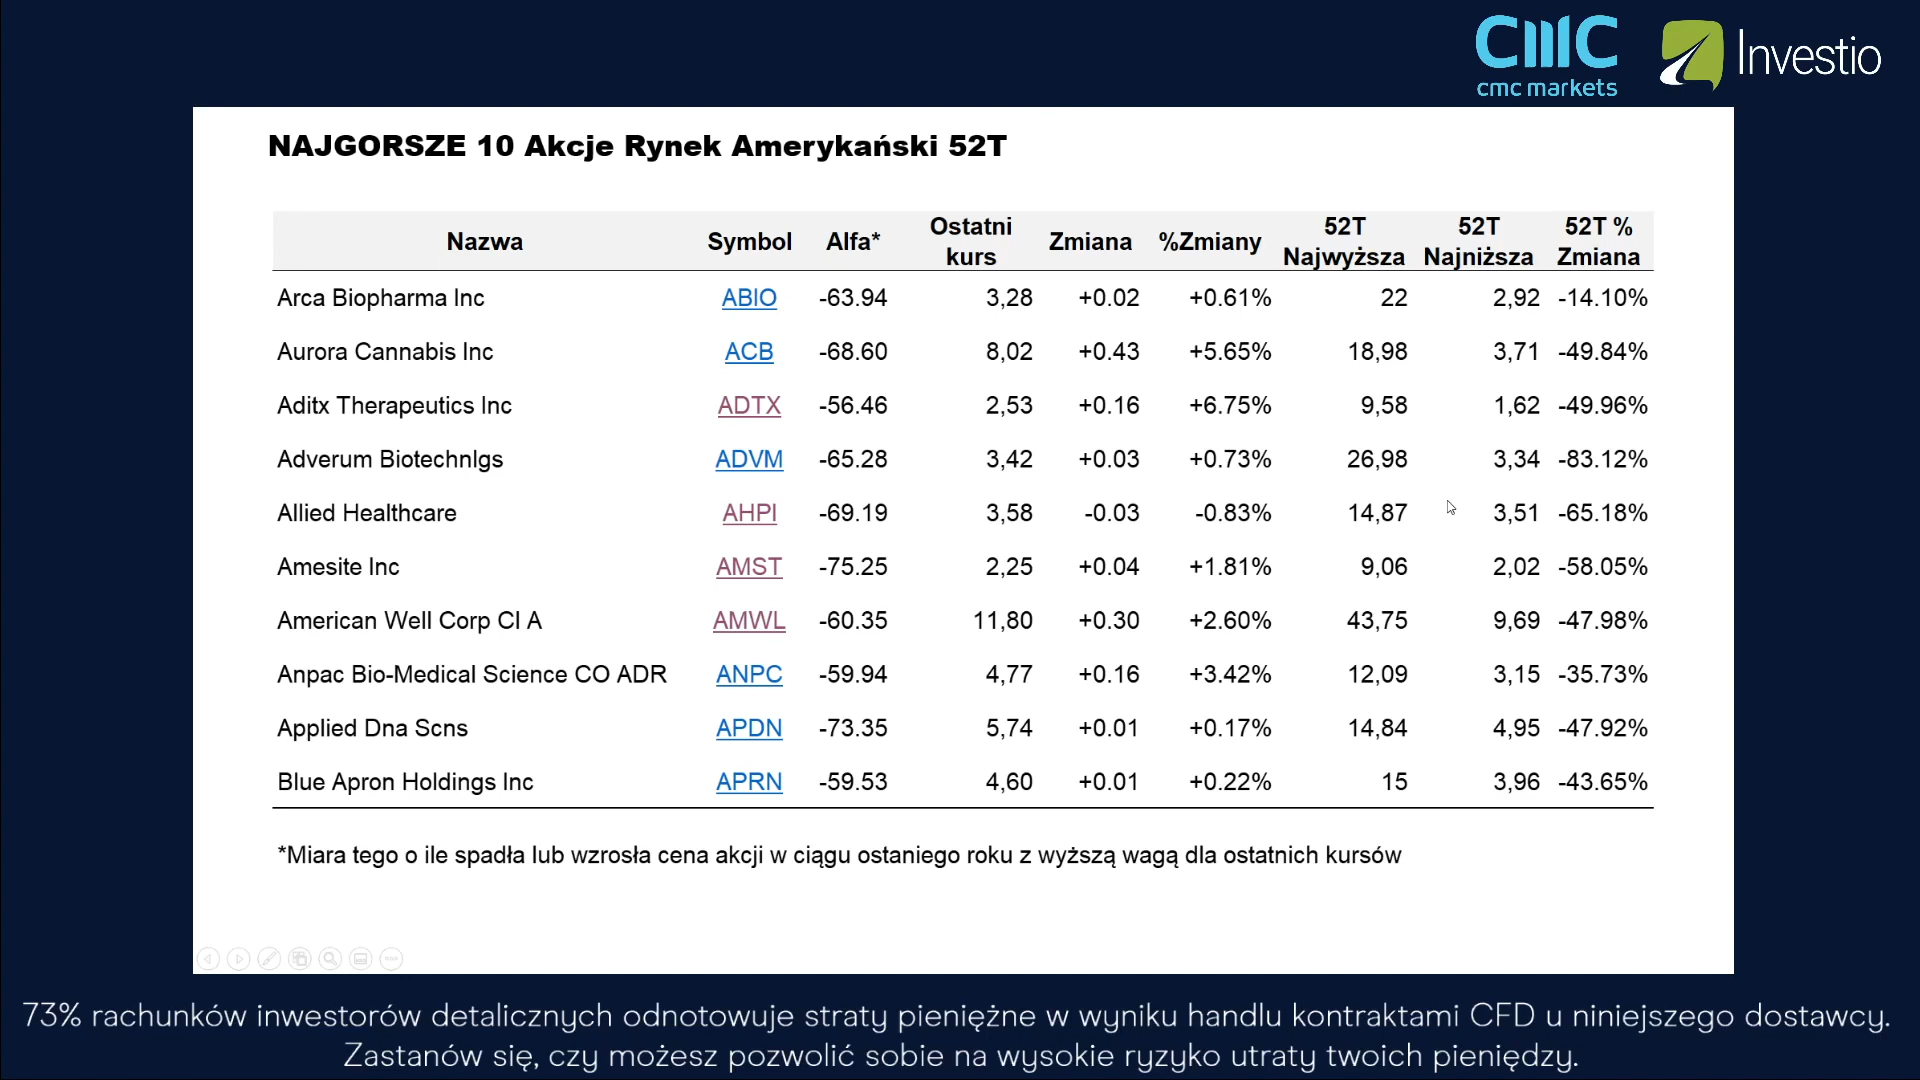 cmc markets
Investio
NAJGORSZE 10 Akcje Rynek Amerykański 52T
Nazwa Symbol Alfa* Ostatni kurs Zmiana %Zmiany 52T Najwyższa 52T Najniższa 52T % Zmiana
Arca Biopharma Inc ABIO -63.94 3,28 +0.02 +0.61% 22 2,92 -14.10%
Aurora Cannabis Inc ACB -68.60 8,02 +0.43 +5.65% 18,98 3,71 -49.84%
Aditx Therapeutics Inc ADTX -56.46 2,53 +0.16 +6.75% 9,58 1,62 -49.96%
Adverum Biotechnlgs ADVM -65.28 3,42 +0.03 +0.73% 26,98 3,34 -83.12%
Allied Healthcare AHPI -69.19 3,58 -0.03 -0.83% 14,87 3,51 -65.18%
Amesite Inc AMST -75.25 2,25 +0.04 +1.81% 9,06 2,02 -58.05%
American Well Corp Cl A AMWL -60.35 11,80 +0.30 +2.60% 43,75 9,69 -47.98%
Anpac Bio-Medical Science CO ADR ANPC -59.94 4,77 +0.16 +3.42% 12,09 3,15 -35.73%
Applied Dna Scns APDN -73.35 5,74 +0.01 +0.17% 14,84 4,95 -47.92%
Blue Apron Holdings Inc APRN -59.53 4,60 +0.01 +0.22% 15 3,96 -43.65%
*Miara tego o ile spadła lub wzrosła cena akcji w ciągu ostaniego roku z wyższą wagą dla ostatnich kursów
73% rachunków inwestorów detalicznych odnotowuje straty pieniężne w wyniku handlu kontraktami CFD u niniejszego dostawcy.
Zastanów się, czy możesz pozwolić sobie na wysokie ryzyko utraty twoich pieniędzy.